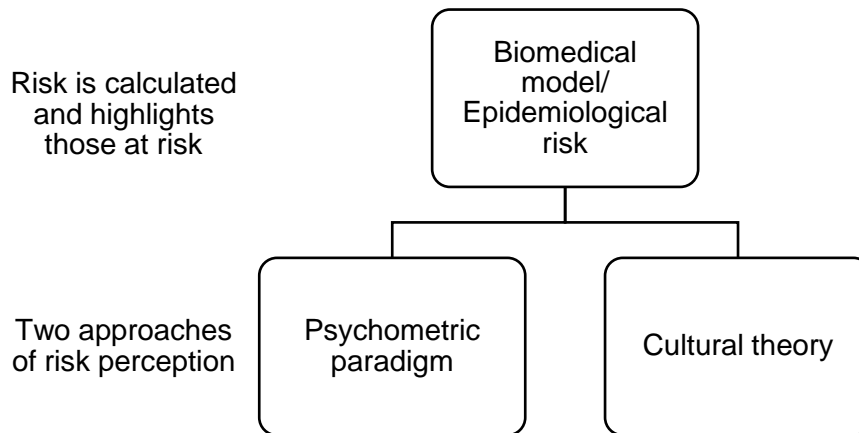 Risk is calculated
and highlights
those at risk
Biomedical
model/
Epidemiological
risk
Two approaches
of risk perception
Psychometric
paradigm
Cultural theory